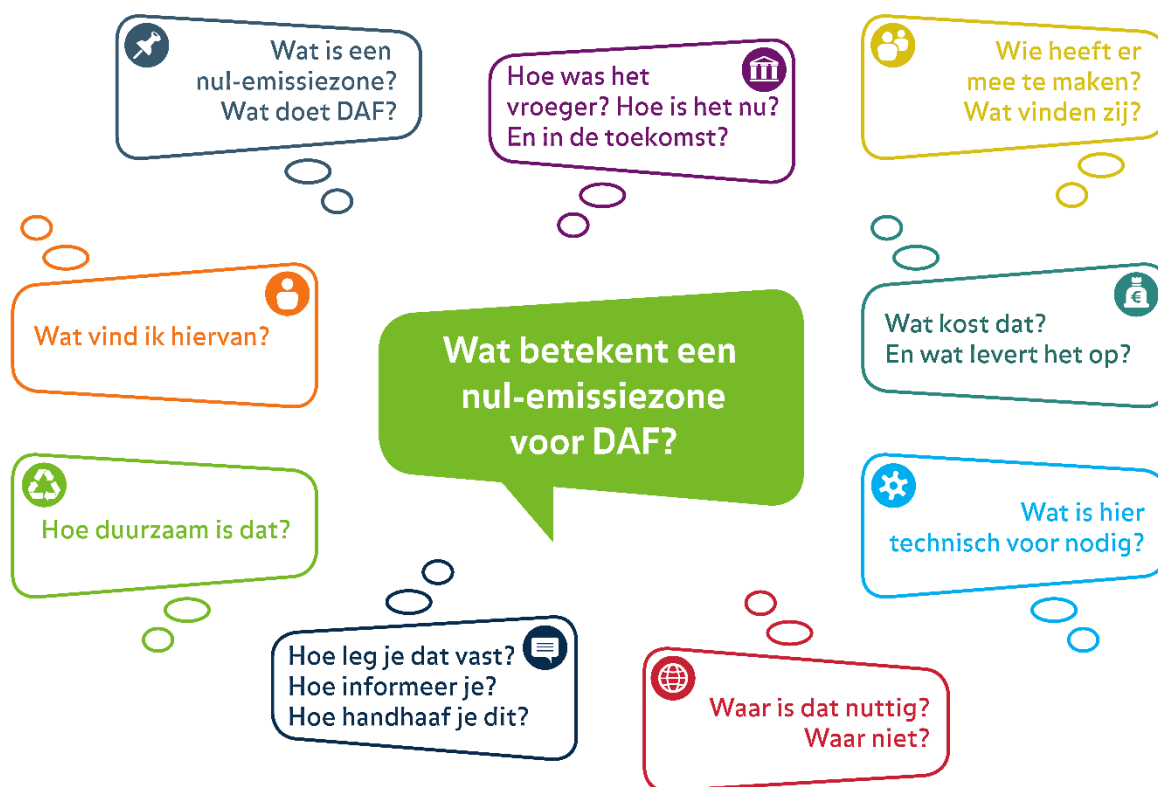 Wat is een
nul-emissiezone?
Wat doet DAF?
Hoe was het
vroeger? Hoe is het nu?
En in de toekomst?
Wie heeft er
mee te maken?
Wat vinden zij?
Wat vind ik hiervan?
Wat betekent een
nul-emissiezone
voor DAF?
Wat kost dat?
En wat levert het op?
Hoe duurzaam is dat?
Wat is hier
technisch voor nodig?
Hoe leg je dat vast?
Hoe informeer je?
Hoe handhaaf je dit?
Waar is dat nuttig?
Waar niet?